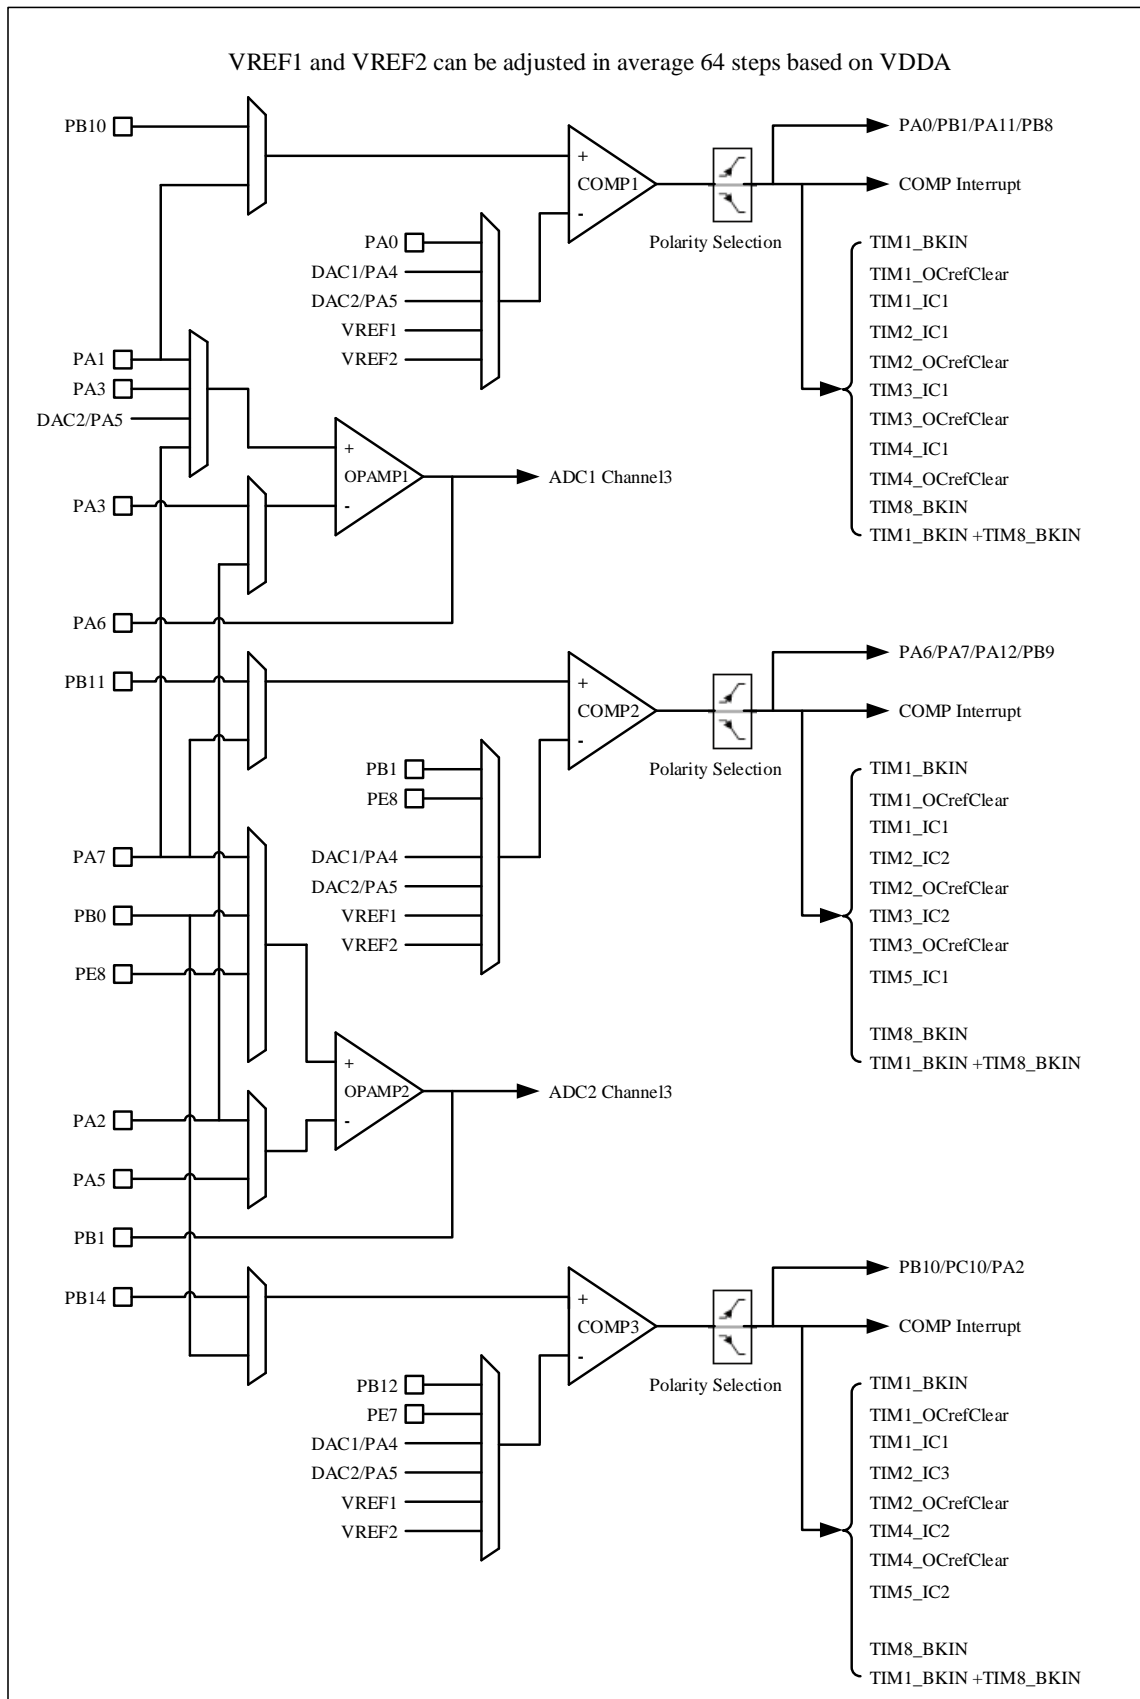 VREF1 and VREF2 can be adjusted in average 64 steps based on VDDA
PB10
PA1
PA3
DAC2/PA5
PA3
PA6
PB11
PA7
PB0
PE8
PA2
PA5
PB1
PB14
+
COMP1
-
PA0
DAC1/PA4
DAC2/PA5
VREF1
VREF2
Polarity Selection
PA0/PB1/PA11/PB8
COMP Interrupt
TIM1_BKIN
TIM1_OCrefClear
TIM1_IC1
TIM2_IC1
TIM2_OCrefClear
TIM3_IC1
TIM3_OCrefClear
TIM4_IC1
TIM4_OCrefClear
TIM8_BKIN
TIM1_BKIN +TIM8_BKIN
+
OPAMP1
-
ADC1 Channel3
+
COMP2
-
PB1
PE8
DAC1/PA4
DAC2/PA5
VREF1
VREF2
Polarity Selection
PA6/PA7/PA12/PB9
COMP Interrupt
TIM1_BKIN
TIM1_OCrefClear
TIM1_IC1
TIM2_IC2
TIM2_OCrefClear
TIM3_IC2
TIM3_OCrefClear
TIM5_IC1
TIM8_BKIN
TIM1_BKIN +TIM8_BKIN
+
OPAMP2
-
ADC2 Channel3
+
COMP3
-
PB12
PE7
DAC1/PA4
DAC2/PA5
VREF1
VREF2
Polarity Selection
PB10/PC10/PA2
COMP Interrupt
TIM1_BKIN
TIM1_OCrefClear
TIM1_IC1
TIM2_IC3
TIM2_OCrefClear
TIM4_IC2
TIM4_OCrefClear
TIM5_IC2
TIM8_BKIN
TIM1_BKIN +TIM8_BKIN